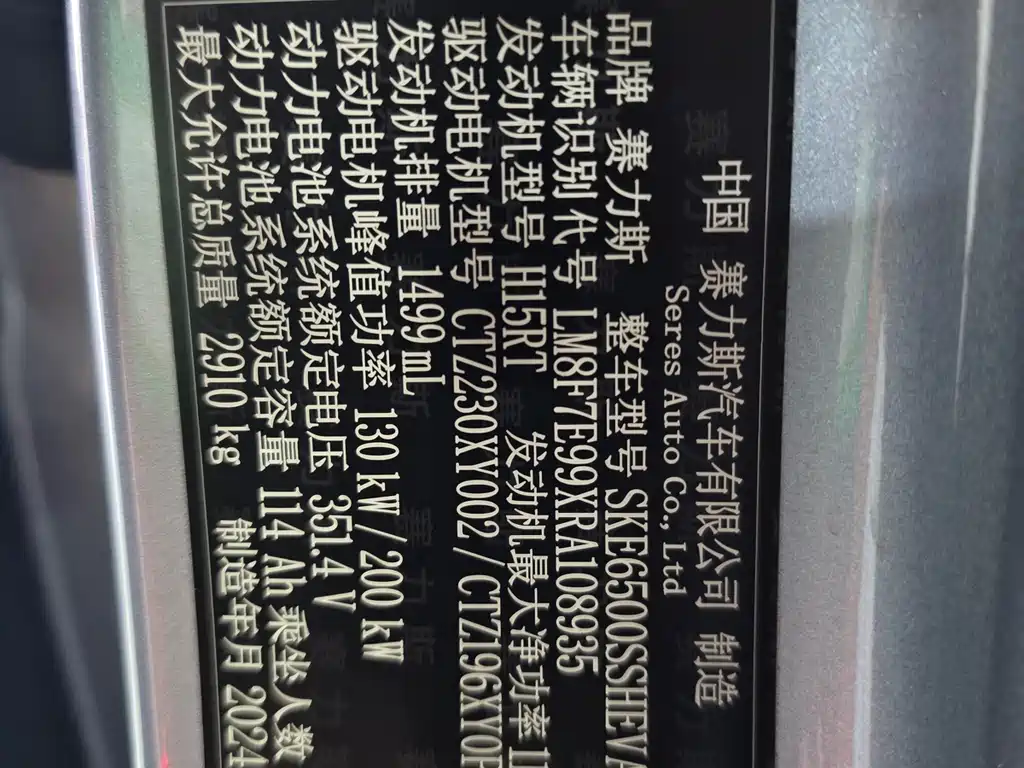 中国 赛力斯汽车有限公司 制造
Seres Auto Co., Ltd
品牌 赛力斯 整车型号 SKE6500SSHEVA
车辆识别代号 LM8F7E99XRA108935
发动机型号 H15RT 发动机最大净功率
驱动电机型号 CTZ230XY002 / CTZ196XY0
发动机排量 1499 mL
驱动电机峰值功率 130 kW / 200 kW
动力电池系统额定电压 351.4 V
动力电池系统额定容量 114 Ah 乘坐人数
最大允许总质量 2910 kg 制造年月 2024